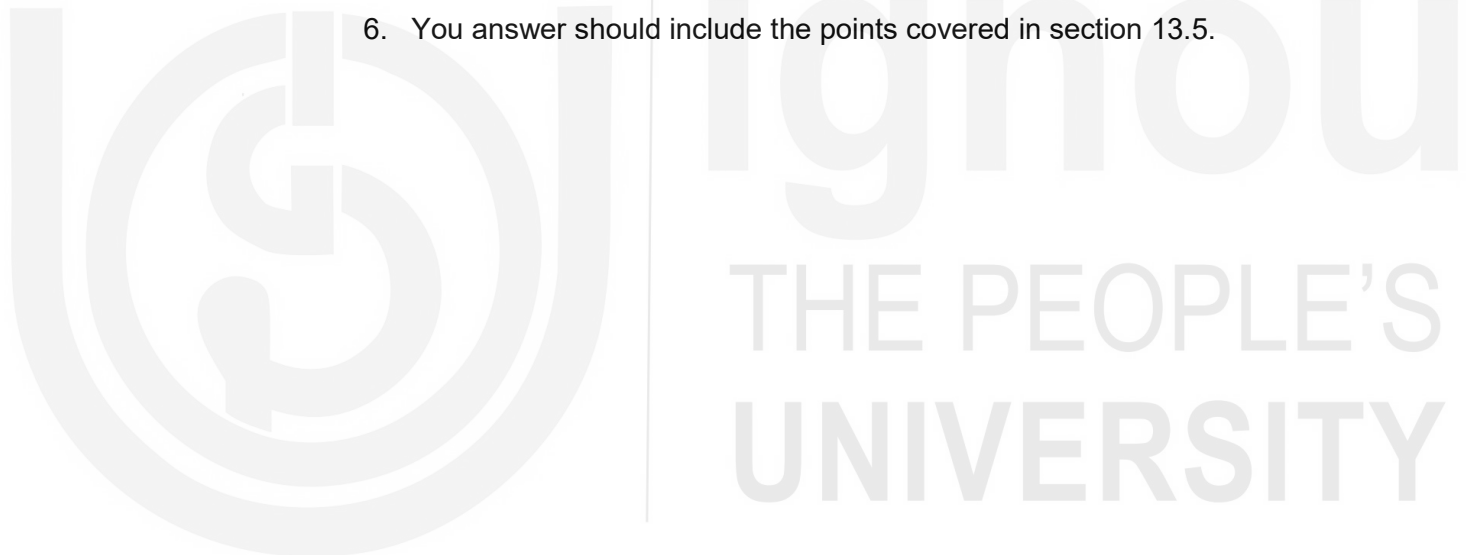 6. You answer should include the points covered in section 13.5.
ignou
THE PEOPLE'S
UNIVERSITY